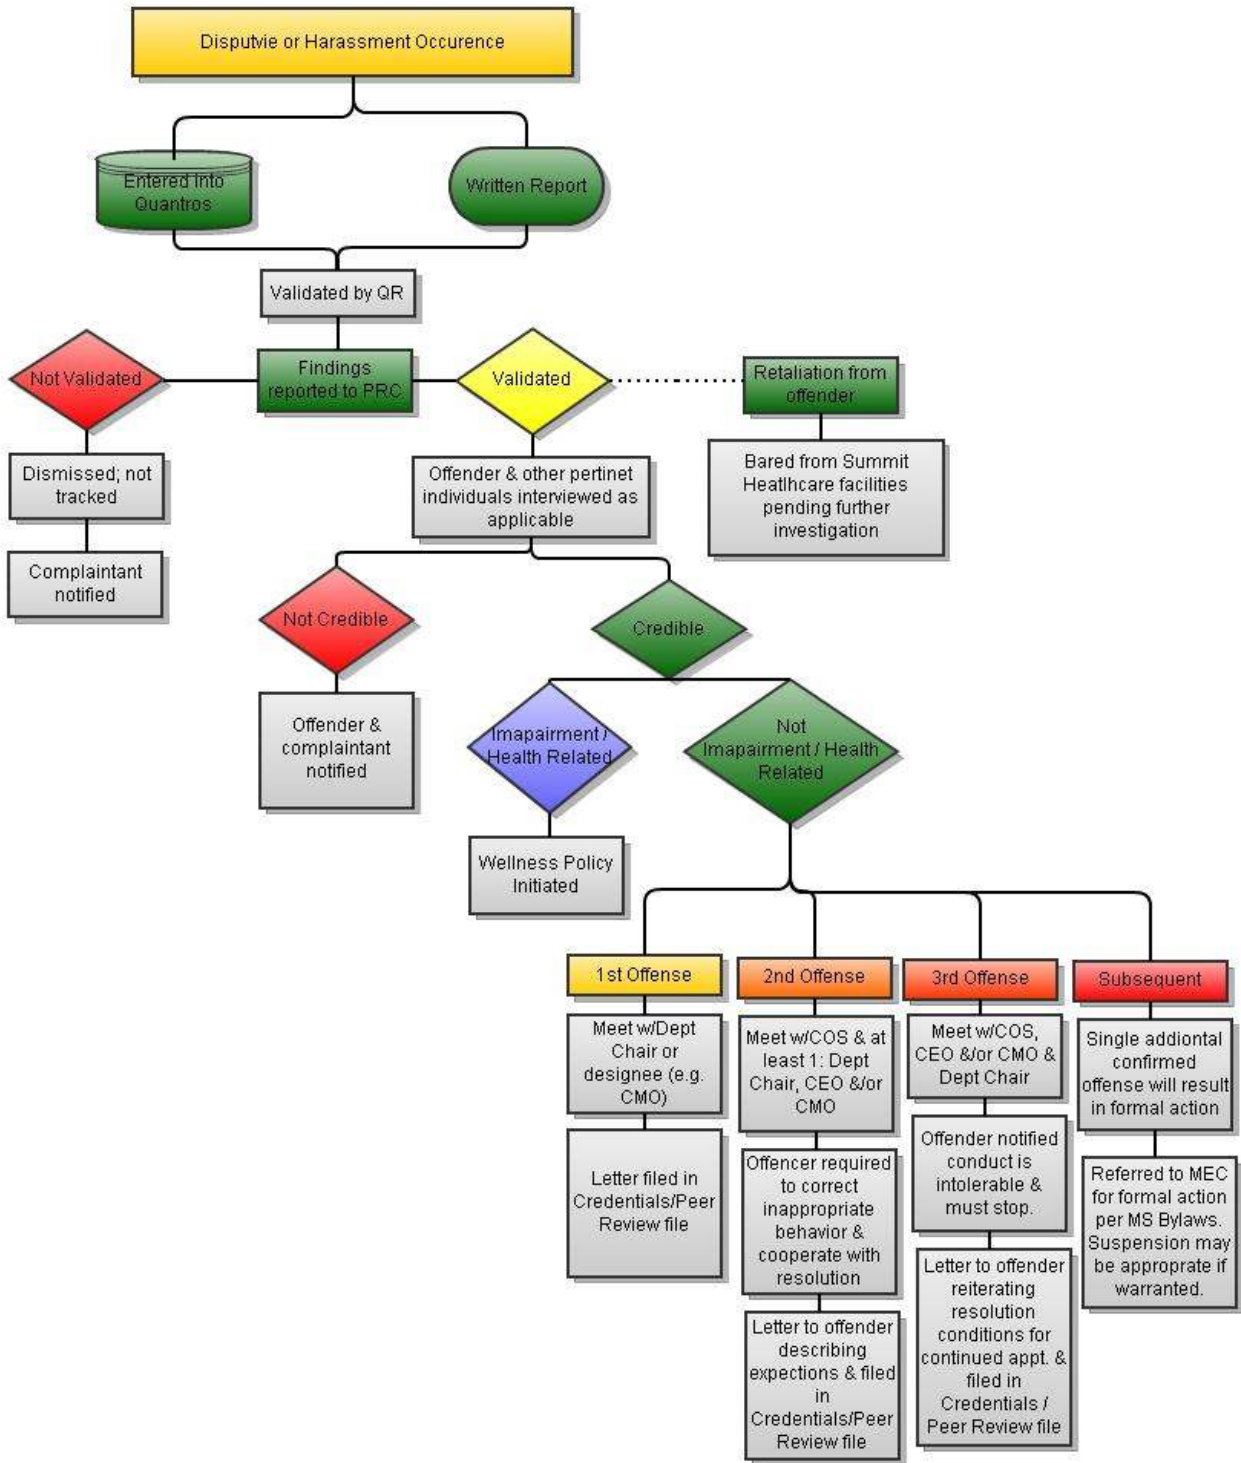 Disputvie or Harassment Occurence
Entered into
Quantros
Written Report
Validated by QR
Not Validated
Findings
reported to PRC
Validated
Retaliation from
offender
Dismissed; not
tracked
Offender & other pertinet
individuals interviewed as
applicable
Bared from Summit
Heatlhcare facilities
pending further
investigation
Complaintant
notified
Not Credible
Credible
Offender &
complaintant
notified
Imapairment /
Health Related
Not
Imapairment / Health
Related
Wellness Policy
Initiated
1st Offense
Meet w/Dept
Chair or
designee (e.g.
CMO)
Letter filed in
Credentials/Peer
Review file
2nd Offense
Meet w/COS & at
least 1: Dept
Chair, CEO &/or
CMO
Offencer required
to correct
inappropriate
behavior &
cooperate with
resolution
Letter to offender
describing
expections & filed
in
Credentials/Peer
Review file
3rd Offense
Meet w/COS,
CEO &/or CMO &
Dept Chair
Offender notified
conduct is
intolerable &
must stop.
Letter to offender
reiterating
resolution
conditions for
continued appt. &
filed in
Credentials /
Peer Review file
Subsequent
Single addiontal
confirmed
offense will result
in formal action
Referred to MEC
for formal action
per MS Bylaws.
Suspension may
be approprate if
warranted.